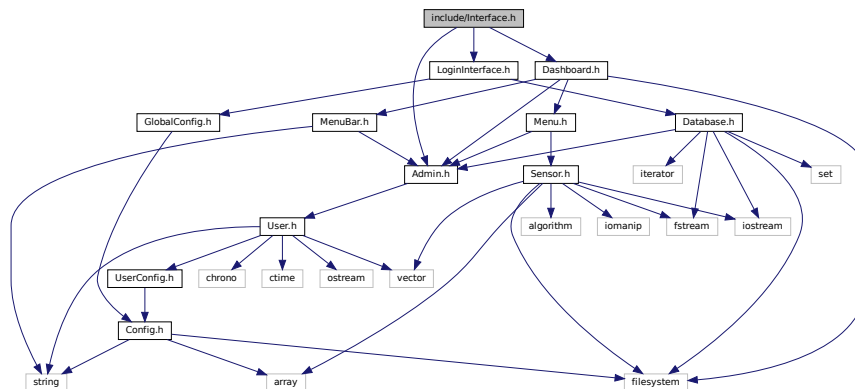 include/Interface.h
LoginInterface.h
Dashboard.h
GlobalConfig.h
MenuBar.h
Menu.h
Database.h
Admin.h
Sensor.h
iterator
set
User.h
algorithm
iomanip
fstream
iostream
UserConfig.h
chrono
ctime
ostream
vector
Config.h
string
array
filesystem